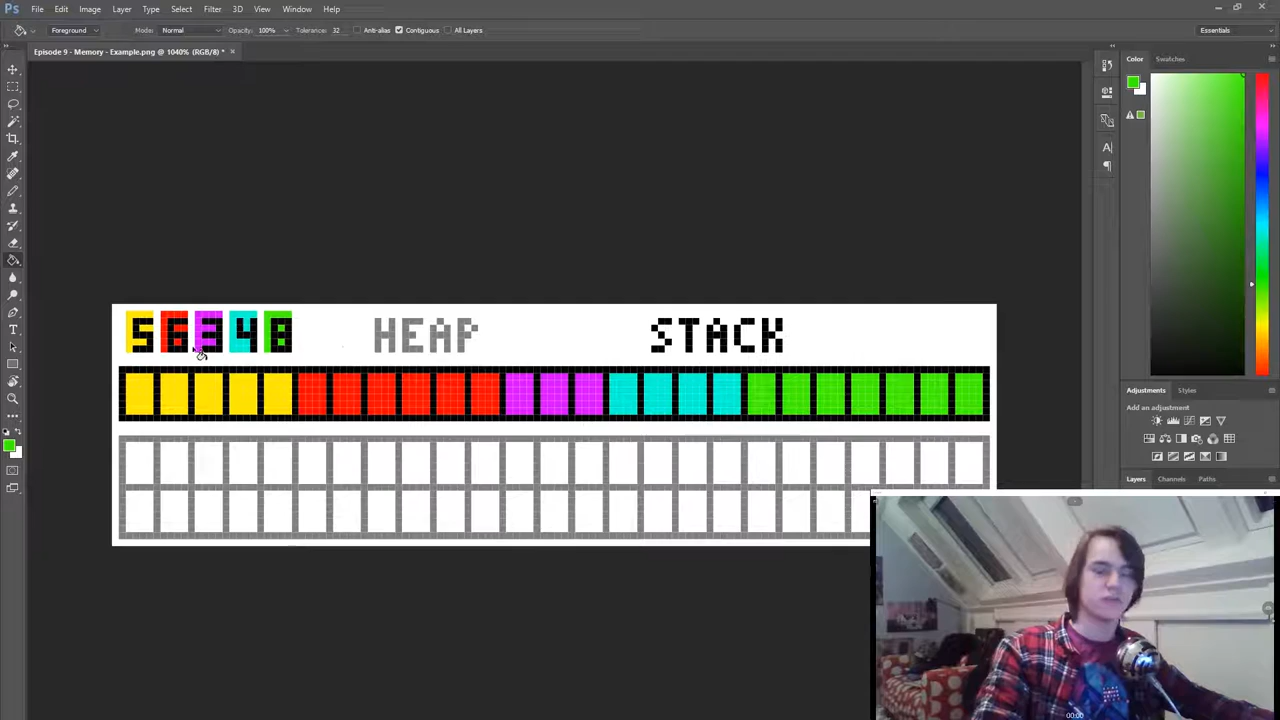 Ps File Edit Image Layer Type Select Filter 3D View Window Help
Foreground Mode: Normal Opacity: 100% Tolerance: 32 Anti-alias Contiguous All Layers Essentials
Episode 9 - Memory - Example.png @ 1040% (RGB/8) * ×
Color Swatches
5 6 3 4 8 HEAP STACK
Adjustments Styles
Add an adjustment
Layers Channels Paths
00:00